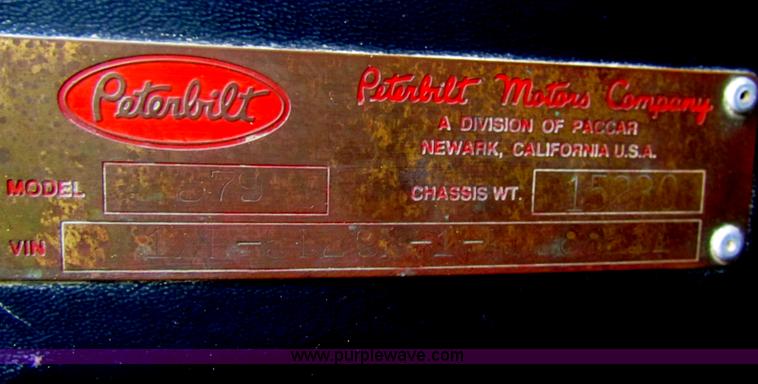 Peterbilt
Peterbilt Motors Company
A DIVISION OF PACCAR
NEWARK, CALIFORNIA U.S.A.
MODEL 379 CHASSIS WT.
VIN
www.purplewave.com